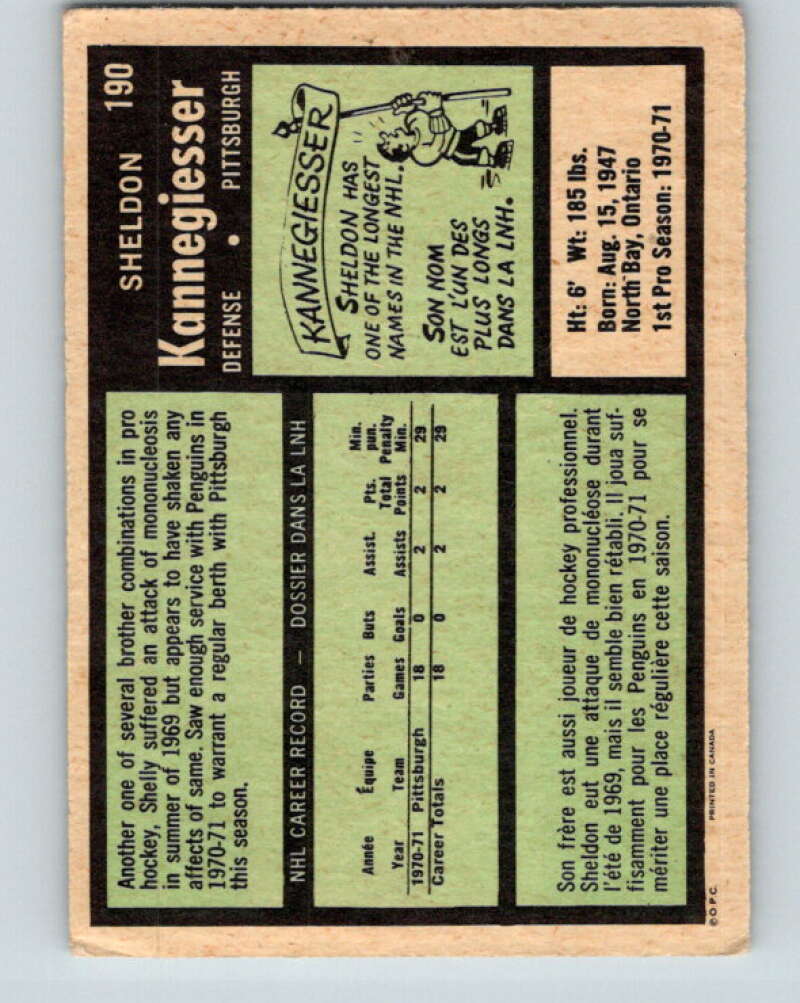 SHELDON 190
Kannegiesser
DEFENSE • PITTSBURGH
Another one of several brother combinations in pro
hockey, Shelly suffered an attack of mononucleosis
in summer of 1969 but appears to have shaken any
affects of same. Saw enough service with Penguins in
1970-71 to warrant a regular berth with Pittsburgh
this season.
KANNEGIESSER
SHELDON HAS
ONE OF THE LONGEST
NAMES IN THE NHL.
SON NOM
EST L'UN DES
PLUS LONGS
DANS LA LNH.
NHL CAREER RECORD — DOSSIER DANS LA LNH
Min.
Pts. pun.
Année Équipe Parties Buts Assist. Total Penalty
Year Team Games Goals Assists Points Min.
1970-71 Pittsburgh 18 0 2 2 29
Career Totals 18 0 2 2 29
Ht: 6' Wt: 185 lbs.
Born: Aug. 15, 1947
North Bay, Ontario
1st Pro Season: 1970-71
Son frère est aussi joueur de hockey professionnel.
Sheldon eut une attaque de mononucléose durant
l'été de 1969, mais il semble bien rétabli. Il joua suf-
fisamment pour les Penguins en 1970-71 pour se
mériter une place régulière cette saison.
©O.P.C. PRINTED IN CANADA